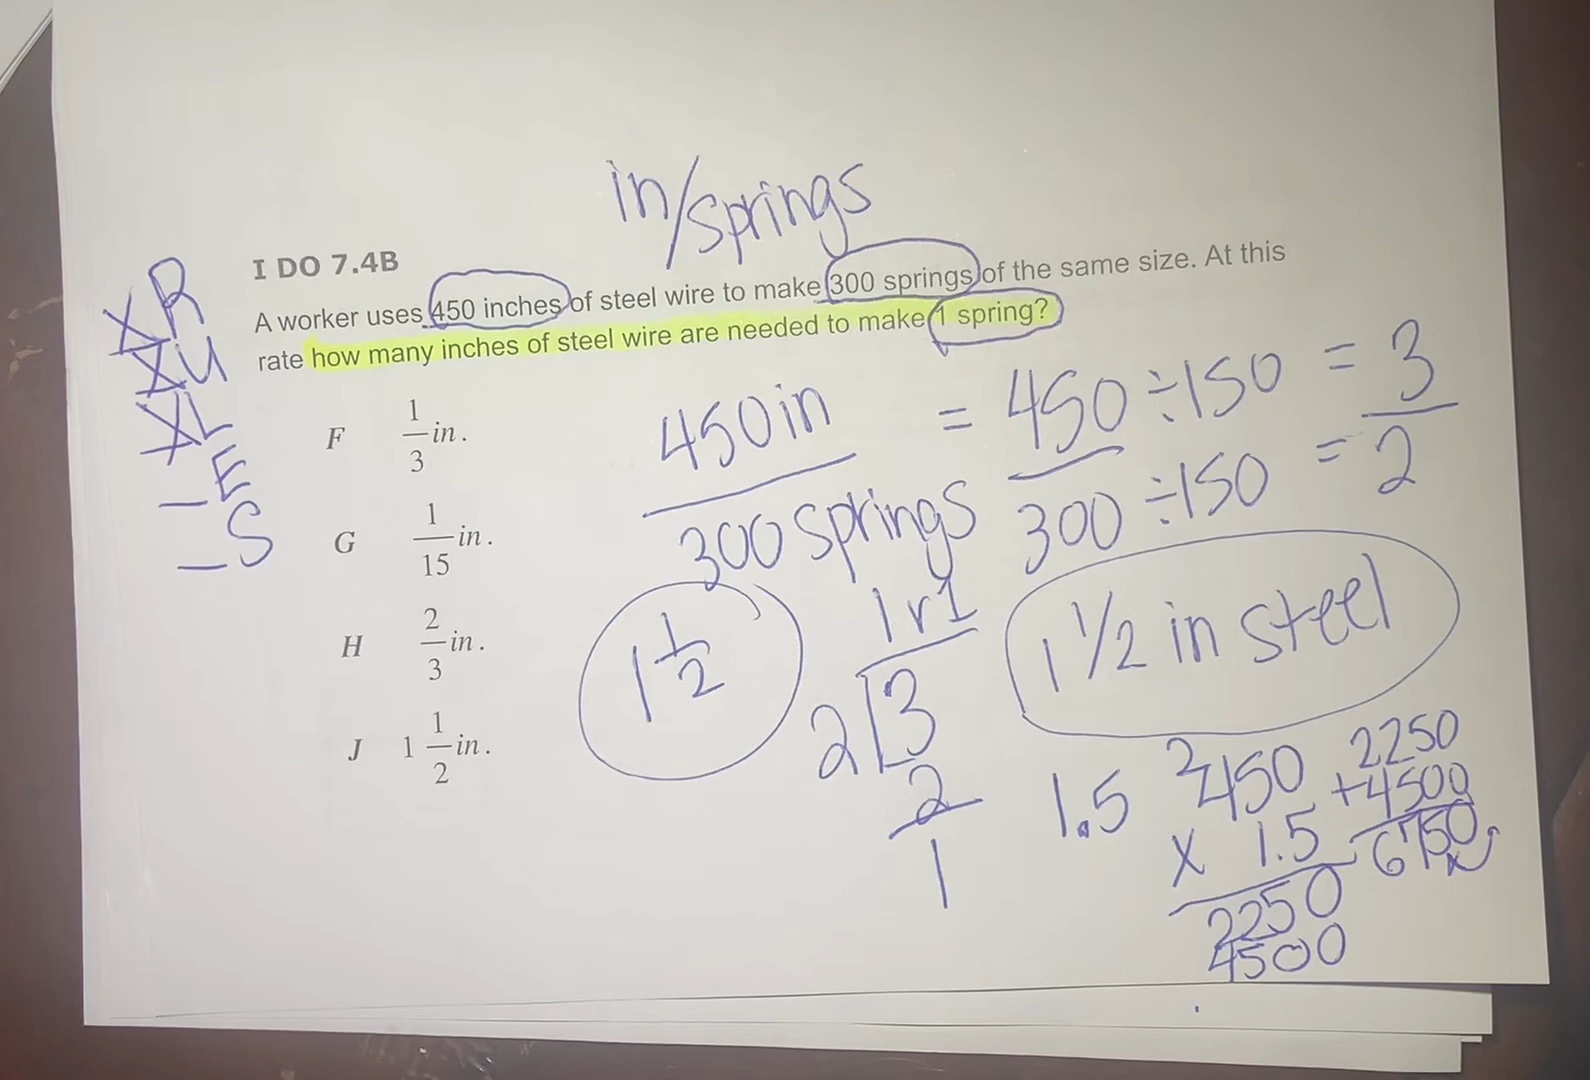 in/springs
I DO 7.4B
A worker uses 450 inches of steel wire to make 300 springs of the same size. At this
rate how many inches of steel wire are needed to make 1 spring?
X R
X U
X L
_ E
_ S
F 1/3 in.
G 1/15 in.
H 2/3 in.
J 1 1/2 in.
450 in = 450 ÷ 150 = 3
300 springs 300 ÷ 150 = 2
1 1/2
1 r 1
2 3
2
1
1 1/2 in steel
1.5
2
450
x 1.5
2250
4500
2250
+4500
6750